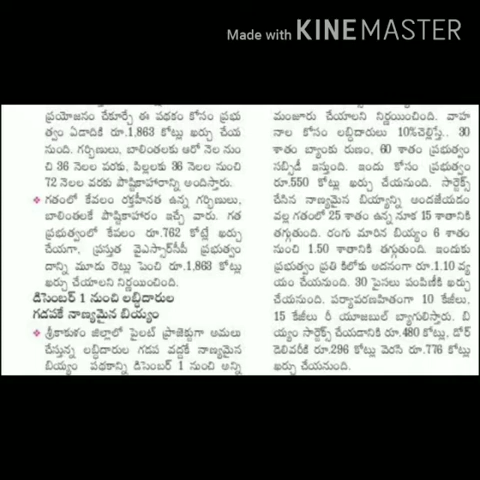 Made with KINEMASTER
ప్రయోజనం చేకూర్చే ఈ పథకం కోసం ప్రభు
త్వం ఏడాదికి రూ.1,863 కోట్లు ఖర్చు చేయ
నుంది. గర్భిణులు, బాలింతలకు ఆరో నెల నుం
చి 36 నెలల వరకు, పిల్లలకు 36 నెలల నుంచి
72 నెలల వరకు పౌష్టికాహారాన్ని అందిస్తారు.
❖ గతంలో కేవలం రక్తహీనత ఉన్న గర్భిణులు,
బాలింతలకే పౌష్టికాహారం ఇచ్చే వారు. గత
ప్రభుత్వంలో కేవలం రూ.762 కోట్లే ఖర్చు
చేయగా, ప్రస్తుత వైఎస్సార్‌సీపీ ప్రభుత్వం
దాన్ని మూడు రెట్లు పెంచి రూ.1,863 కోట్లు
ఖర్చు చేయాలని నిర్ణయించింది.
డిసెంబర్ 1 నుంచి లబ్ధిదారుల
గడపకే నాణ్యమైన బియ్యం
❖ శ్రీకాకుళం జిల్లాలో పైలట్ ప్రాజెక్టుగా అమలు
చేస్తున్న లబ్ధిదారుల గడప వద్దకే నాణ్యమైన
బియ్యం పథకాన్ని డిసెంబర్ 1 నుంచి అన్ని
మంజూరు చేయాలని నిర్ణయించింది. వాహ
నాల కోసం లబ్ధిదారులు 10%చెల్లిస్తే.. 30
శాతం బ్యాంకు రుణం, 60 శాతం ప్రభుత్వం
సబ్సిడీ ఇస్తుంది. ఇందు కోసం ప్రభుత్వం
రూ.550 కోట్లు ఖర్చు చేయనుంది. సార్టెక్స్
చేసిన నాణ్యమైన బియ్యాన్ని అందజేయడం
వల్ల గతంలో 25 శాతం ఉన్న నూక 15 శాతానికి
తగ్గుతుంది. రంగు మారిన బియ్యం 6 శాతం
నుంచి 1.50 శాతానికి తగ్గుతుంది. ఇందుకు
ప్రభుత్వం ప్రతి కిలోకు అదనంగా రూ.1.10 వ్య
యం చేయనుంది. 30 పైసలు పంపిణీకి ఖర్చు
చేయనుంది. పర్యావరణహితంగా 10 కేజీలు,
15 కేజీలు రీ యూజబుల్ బ్యాగులిస్తారు. బి
య్యం సార్టెక్స్ చేయడానికి రూ.480 కోట్లు, డోర్
డెలివరీకి రూ.296 కోట్లు వెరసి రూ.776 కోట్లు
ఖర్చు చేయనుంది.